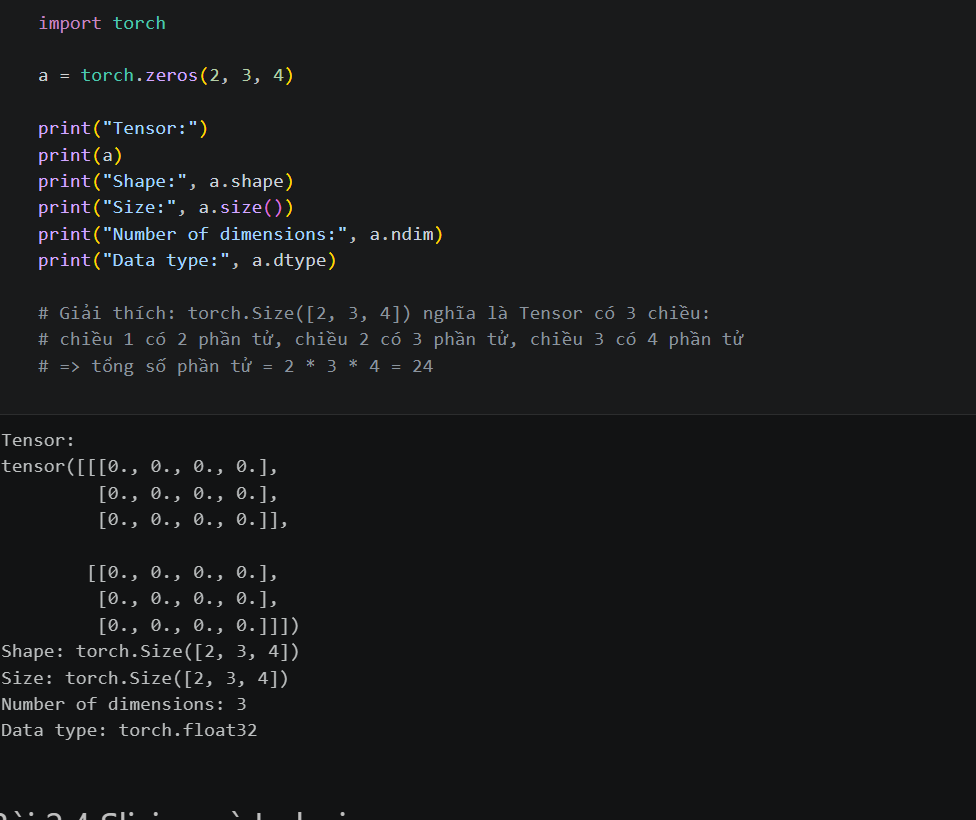 import torch
a = torch.zeros(2, 3, 4)
print("Tensor:")
print(a)
print("Shape:", a.shape)
print("Size:", a.size())
print("Number of dimensions:", a.ndim)
print("Data type:", a.dtype)
# Giải thích: torch.Size([2, 3, 4]) nghĩa là Tensor có 3 chiều:
# chiều 1 có 2 phần tử, chiều 2 có 3 phần tử, chiều 3 có 4 phần tử
# => tổng số phần tử = 2 * 3 * 4 = 24
Tensor:
tensor([[[0., 0., 0., 0.],
[0., 0., 0., 0.],
[0., 0., 0., 0.]],
[[0., 0., 0., 0.],
[0., 0., 0., 0.],
[0., 0., 0., 0.]]])
Shape: torch.Size([2, 3, 4])
Size: torch.Size([2, 3, 4])
Number of dimensions: 3
Data type: torch.float32